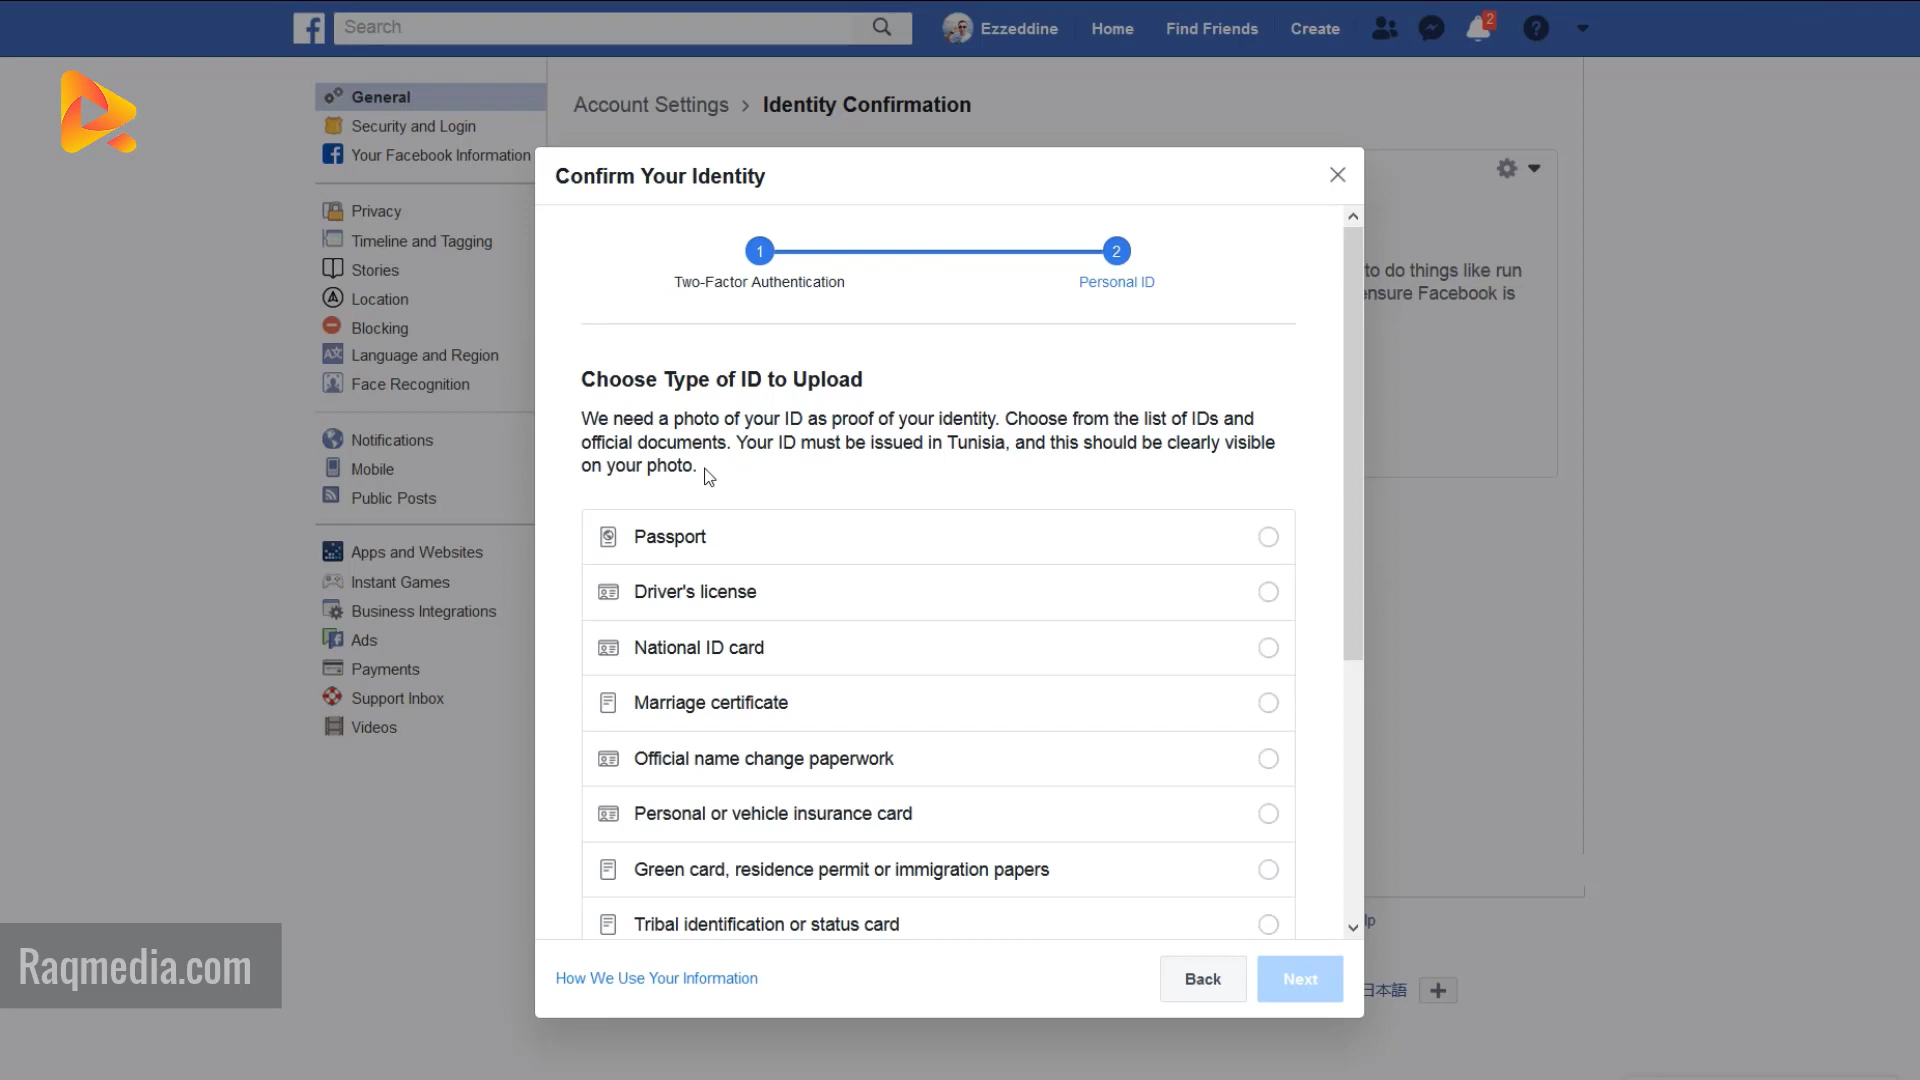 Search
Ezzeddine
Home
Find Friends
Create
2
General
Security and Login
Your Facebook Information
Privacy
Timeline and Tagging
Stories
Location
Blocking
Language and Region
Face Recognition
Notifications
Mobile
Public Posts
Apps and Websites
Instant Games
Business Integrations
Ads
Payments
Support Inbox
Videos
Account Settings › Identity Confirmation
to do things like run
ensure Facebook is
Confirm Your Identity
1
2
Two-Factor Authentication
Personal ID
Choose Type of ID to Upload
We need a photo of your ID as proof of your identity. Choose from the list of IDs and
official documents. Your ID must be issued in Tunisia, and this should be clearly visible
on your photo.
Passport
Driver's license
National ID card
Marriage certificate
Official name change paperwork
Personal or vehicle insurance card
Green card, residence permit or immigration papers
Tribal identification or status card
How We Use Your Information
Back
Next
日本語
Raqmedia.com